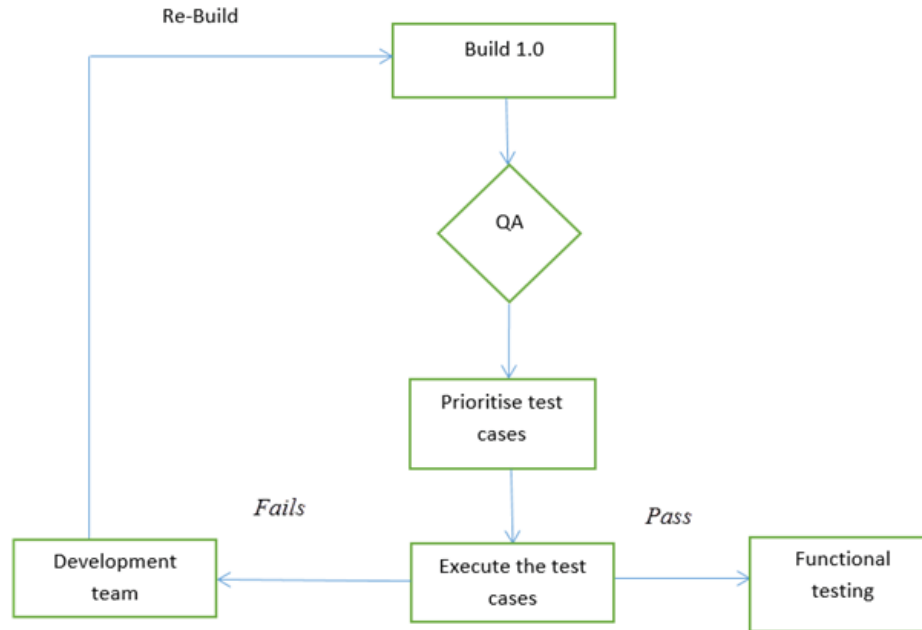 Re-Build
Build 1.0
QA
Prioritise test
cases
Fails
Pass
Development
team
Execute the test
cases
Functional
testing